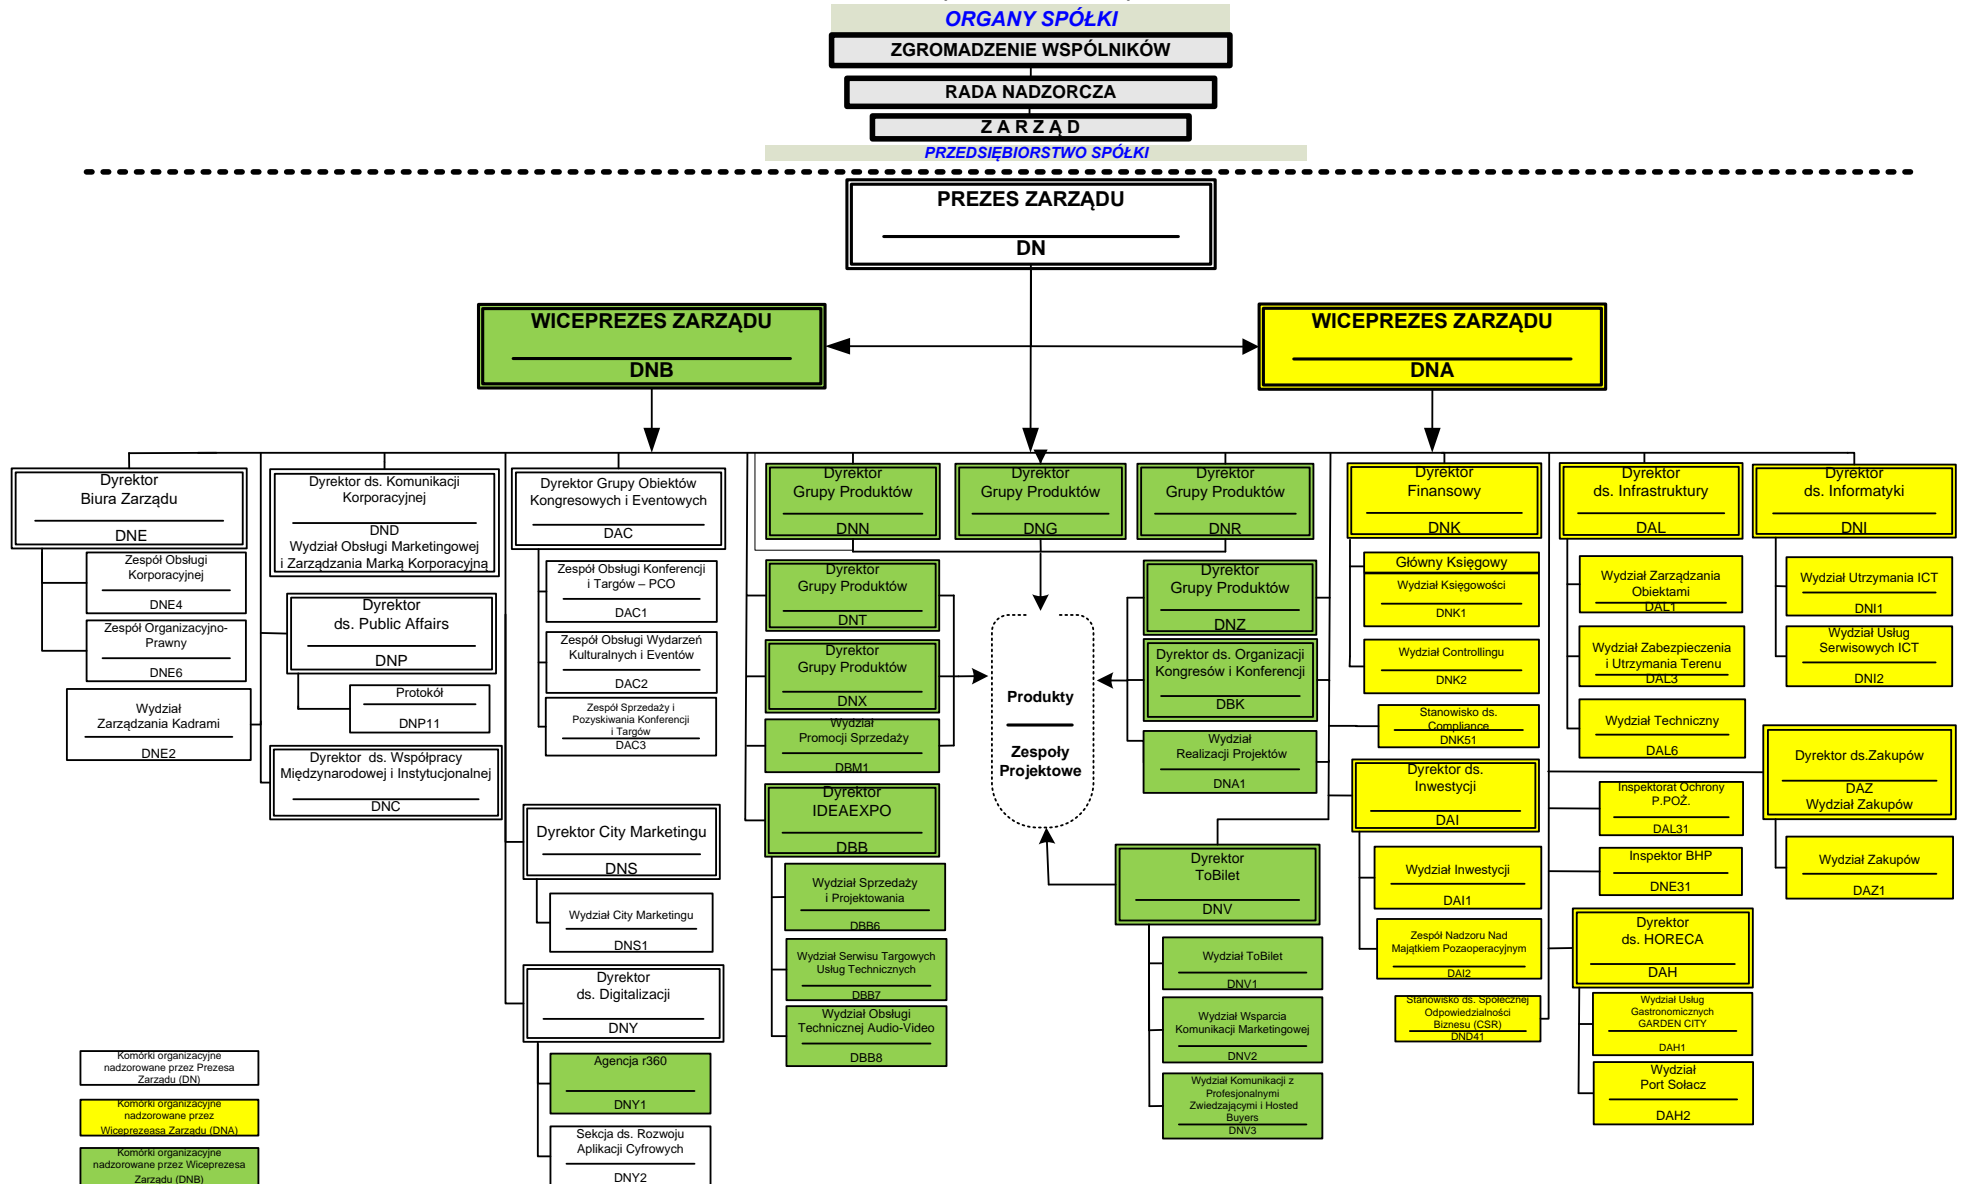 ORGANY SPÓŁKI
ZGROMADZENIE WSPÓLNIKÓW
RADA NADZORCZA
Z A R Z Ą D
PRZEDSIĘBIORSTWO SPÓŁKI
PREZES ZARZĄDU
DN
WICEPREZES ZARZĄDU
DNB
WICEPREZES ZARZĄDU
DNA
Dyrektor
Biura Zarządu
DNE
Zespół Obsługi
Korporacyjnej
DNE4
Zespół Organizacyjno-
Prawny
DNE6
Wydział
Zarządzania Kadrami
DNE2
Dyrektor ds. Komunikacji
Korporacyjnej
DND
Wydział Obsługi Marketingowej
i Zarządzania Marką Korporacyjną
Dyrektor
ds. Public Affairs
DNP
Protokół
DNP11
Dyrektor  ds. Współpracy
Międzynarodowej i Instytucjonalnej
DNC
Dyrektor Grupy Obiektów
Kongresowych i Eventowych
DAC
Zespół Obsługi Konferencji
i Targów – PCO
DAC1
Zespół Obsługi Wydarzeń
Kulturalnych i Eventów
DAC2
Zespół Sprzedaży i
Pozyskiwania Konferencji
i Targów
DAC3
Dyrektor City Marketingu
DNS
Wydział City Marketingu
DNS1
Dyrektor
ds. Digitalizacji
DNY
Agencja r360
DNY1
Sekcja ds. Rozwoju
Aplikacji Cyfrowych
DNY2
Dyrektor
Grupy Produktów
DNN
Dyrektor
Grupy Produktów
DNG
Dyrektor
Grupy Produktów
DNR
Dyrektor
Grupy Produktów
DNT
Dyrektor
Grupy Produktów
DNX
Wydział
Promocji Sprzedaży
DBM1
Dyrektor
IDEAEXPO
DBB
Wydział Sprzedaży
i Projektowania
DBB6
Wydział Serwisu Targowych
Usług Technicznych
DBB7
Wydział Obsługi
Technicznej Audio-Video
DBB8
Produkty
Zespoły
Projektowe
Dyrektor
Grupy Produktów
DNZ
Dyrektor ds. Organizacji
Kongresów i Konferencji
DBK
Wydział
Realizacji Projektów
DNA1
Dyrektor
ToBilet
DNV
Wydział ToBilet
DNV1
Wydział Wsparcia
Komunikacji Marketingowej
DNV2
Wydział Komunikacji z
Profesjonalnymi
Zwiedzającymi i Hosted
Buyers
DNV3
Dyrektor
Finansowy
DNK
Główny Księgowy
Wydział Księgowości
DNK1
Wydział Controllingu
DNK2
Stanowisko ds.
Compliance
DNK51
Dyrektor ds.
Inwestycji
DAI
Wydział Inwestycji
DAI1
Zespół Nadzoru Nad
Majątkiem Pozaoperacyjnym
DAI2
Stanowisko ds. Społecznej
Odpowiedzialności
Biznesu (CSR)
DND41
Dyrektor
ds. Infrastruktury
DAL
Wydział Zarządzania
Obiektami
DAL1
Wydział Zabezpieczenia
i Utrzymania Terenu
DAL3
Wydział Techniczny
DAL6
Inspektorat Ochrony
P.POŻ.
DAL31
Inspektor BHP
DNE31
Dyrektor
ds. HORECA
DAH
Wydział Usług
Gastronomicznych
GARDEN CITY
DAH1
Wydział
Port Sołacz
DAH2
Dyrektor
ds. Informatyki
DNI
Wydział Utrzymania ICT
DNI1
Wydział Usług
Serwisowych ICT
DNI2
Dyrektor ds.Zakupów
DAZ
Wydział Zakupów
Wydział Zakupów
DAZ1
Komórki organizacyjne
nadzorowane przez Prezesa
Zarządu (DN)
Komórki organizacyjne
nadzorowane przez
Wiceprezeasa Zarządu (DNA)
Komórki organizacyjne
nadzorowane przez Wiceprezesa
Zarządu (DNB)